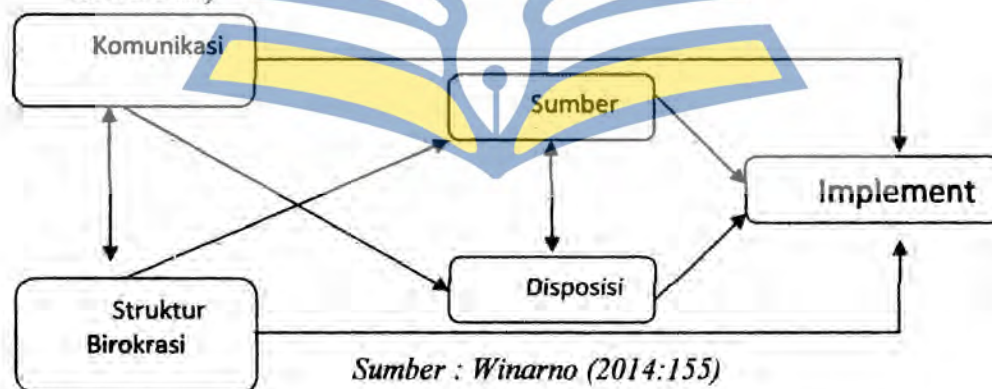 Komunikasi
Sumber
Implement
Disposisi
Struktur
Birokrasi
Sumber : Winarno (2014:155)